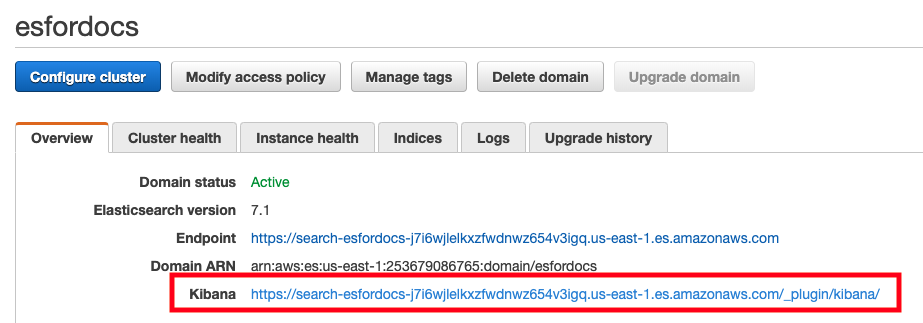 esfordocs
Configure cluster Modify access policy Manage tags Delete domain Upgrade domain
Overview Cluster health Instance health Indices Logs Upgrade history
Domain status Active
Elasticsearch version 7.1
Endpoint https://search-esfordocs-j7i6wjlelkxzfwdnwz654v3igq.us-east-1.es.amazonaws.com
Domain ARN arn:aws:es:us-east-1:253679086765:domain/esfordocs
Kibana https://search-esfordocs-j7i6wjlelkxzfwdnwz654v3igq.us-east-1.es.amazonaws.com/_plugin/kibana/